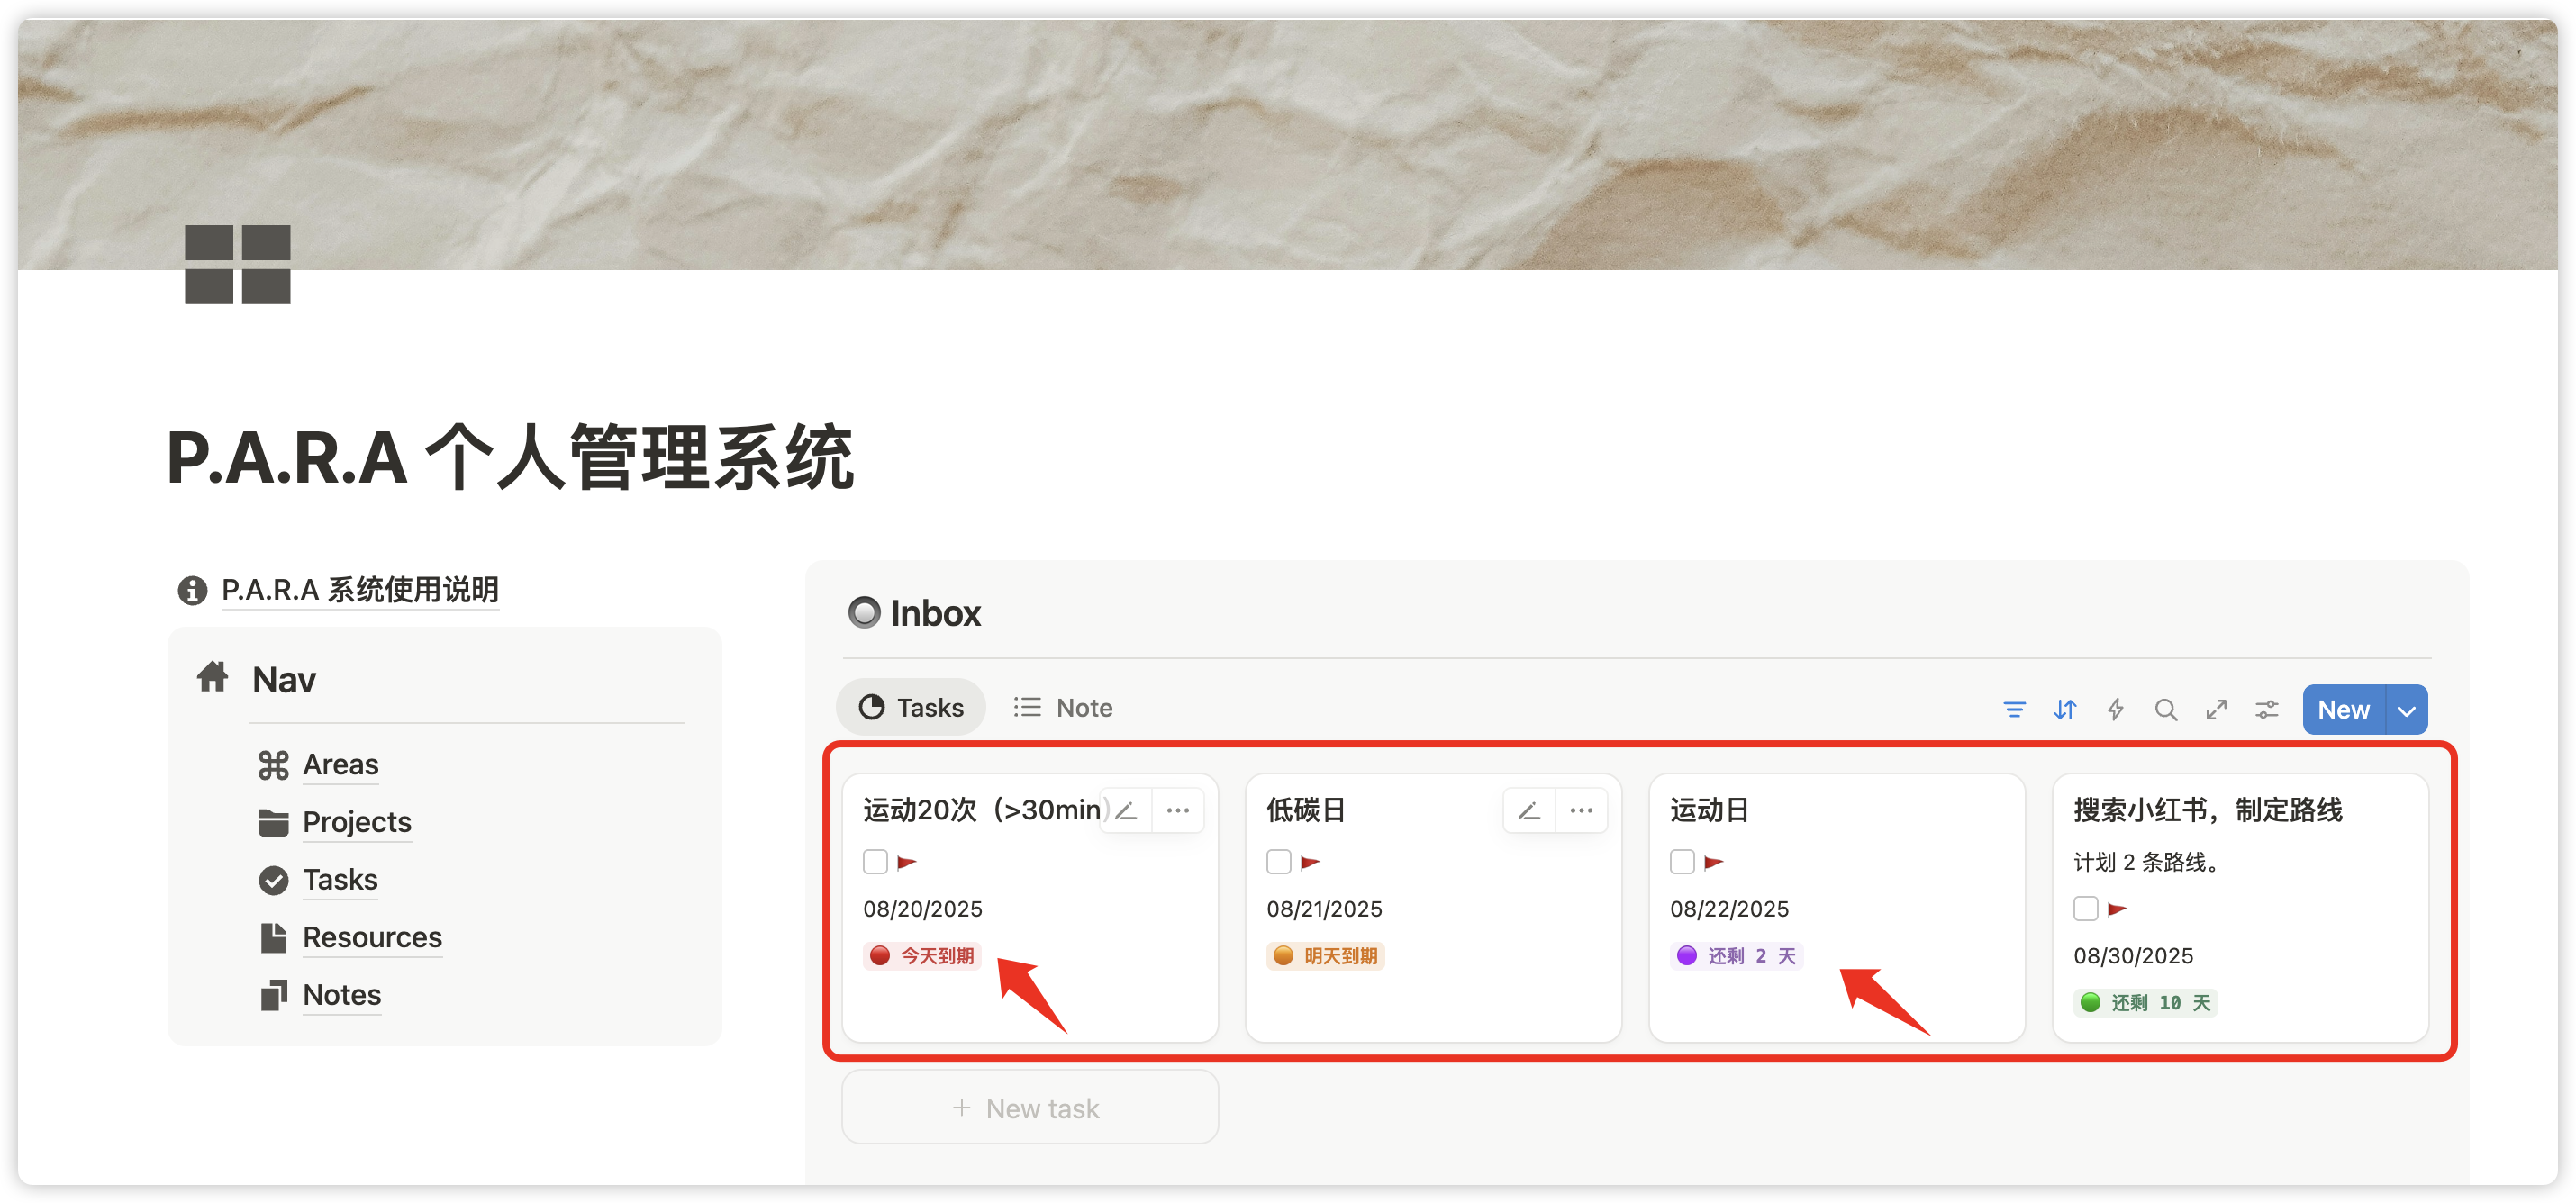 P.A.R.A 个人管理系统
P.A.R.A 系统使用说明
Nav
Areas
Projects
Tasks
Resources
Notes
Inbox
Tasks
Note
New
运动20次（>30min）
08/20/2025
今天到期
低碳日
08/21/2025
明天到期
运动日
08/22/2025
还剩 2 天
搜索小红书，制定路线
计划 2 条路线。
08/30/2025
还剩 10 天
+ New task